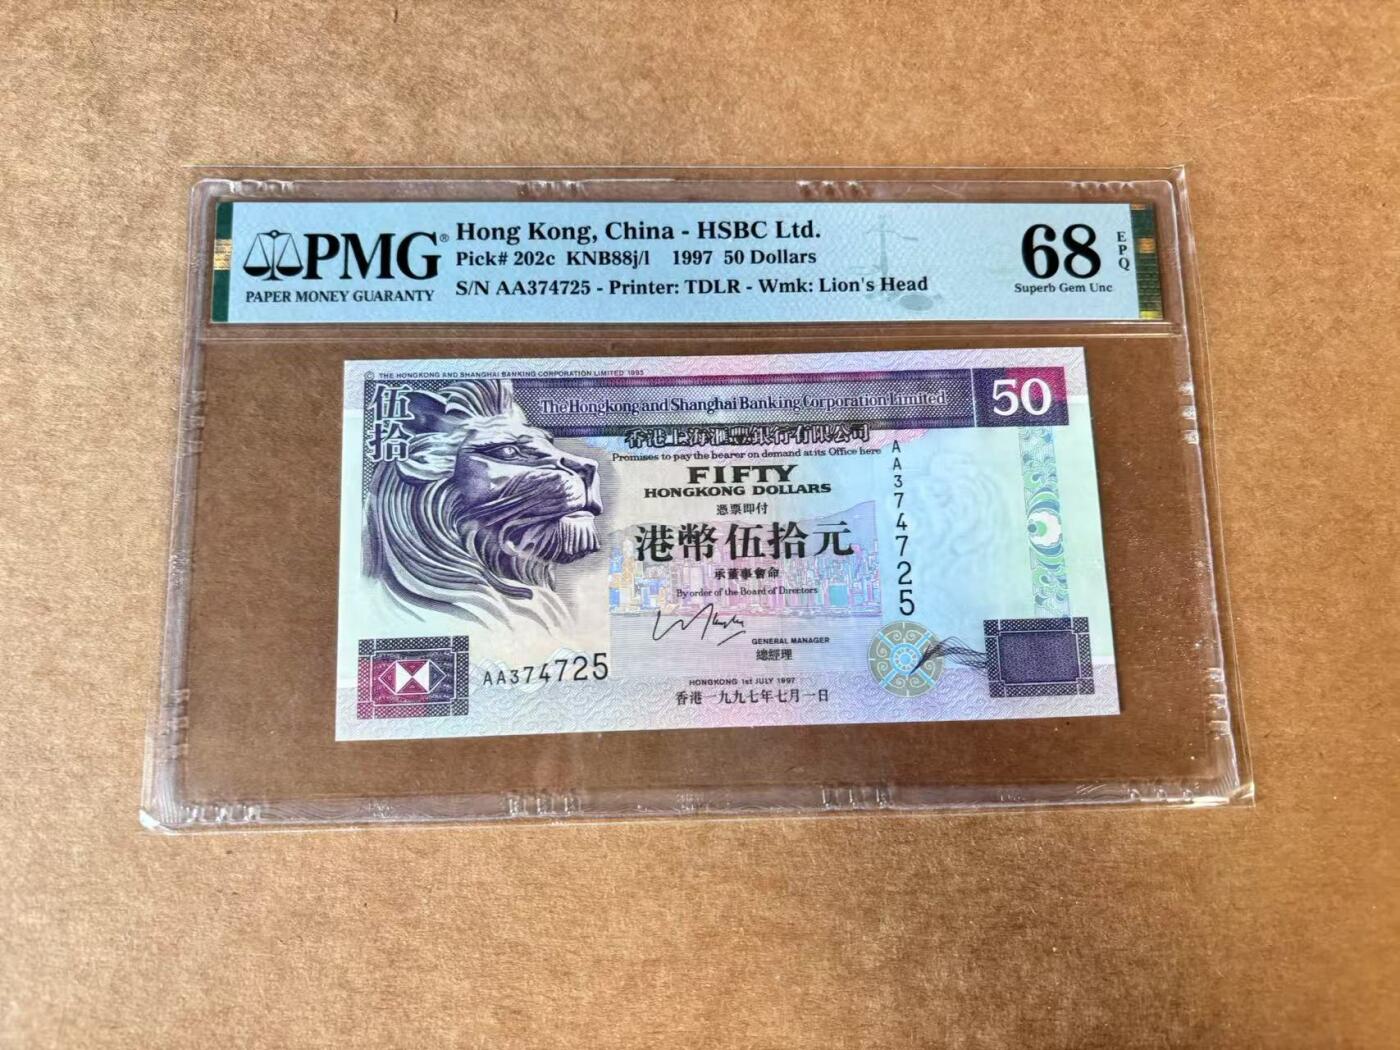 PMG®
PAPER MONEY GUARANTY
Hong Kong, China - HSBC Ltd.
Pick# 202c KNB88j/l 1997 50 Dollars
S/N AA374725 - Printer: TDLR - Wmk: Lion's Head
68
EPQ
Superb Gem Unc
© THE HONGKONG AND SHANGHAI BANKING CORPORATION LIMITED 1993
伍拾
The Hongkong and Shanghai Banking Corporation Limited
50
香港上海滙豐銀行有限公司
Promises to pay the bearer on demand at its Office here
FIFTY
HONGKONG DOLLARS
憑票即付
港幣伍拾元
承董事會命
By order of the Board of Directors
AA374725
GENERAL MANAGER
總經理
AA374725
HONGKONG 1st JULY 1997
香港一九九七年七月一日